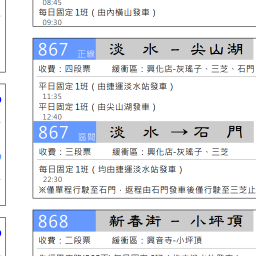 08:45
每日固定1班（由內橫山發車）
09:30
867 正線 淡 水 – 尖山湖
收費：四段票 緩衝區：興化店-灰瑤子、三芝、石門
平日固定1班（由捷運淡水站發車）
11:35
平日固定1班（由尖山湖發車）
12:40
867 區間 淡 水 →石 門
收費：三段票 緩衝區：興化店-灰瑤子、三芝
每日固定1班（均由捷運淡水站發車）
22:30
※僅單程行駛至石門，返程由石門發車後僅行駛至三芝止
868 新春街 – 小坪頂
收費：二段票 緩衝區：興音寺-小坪頂